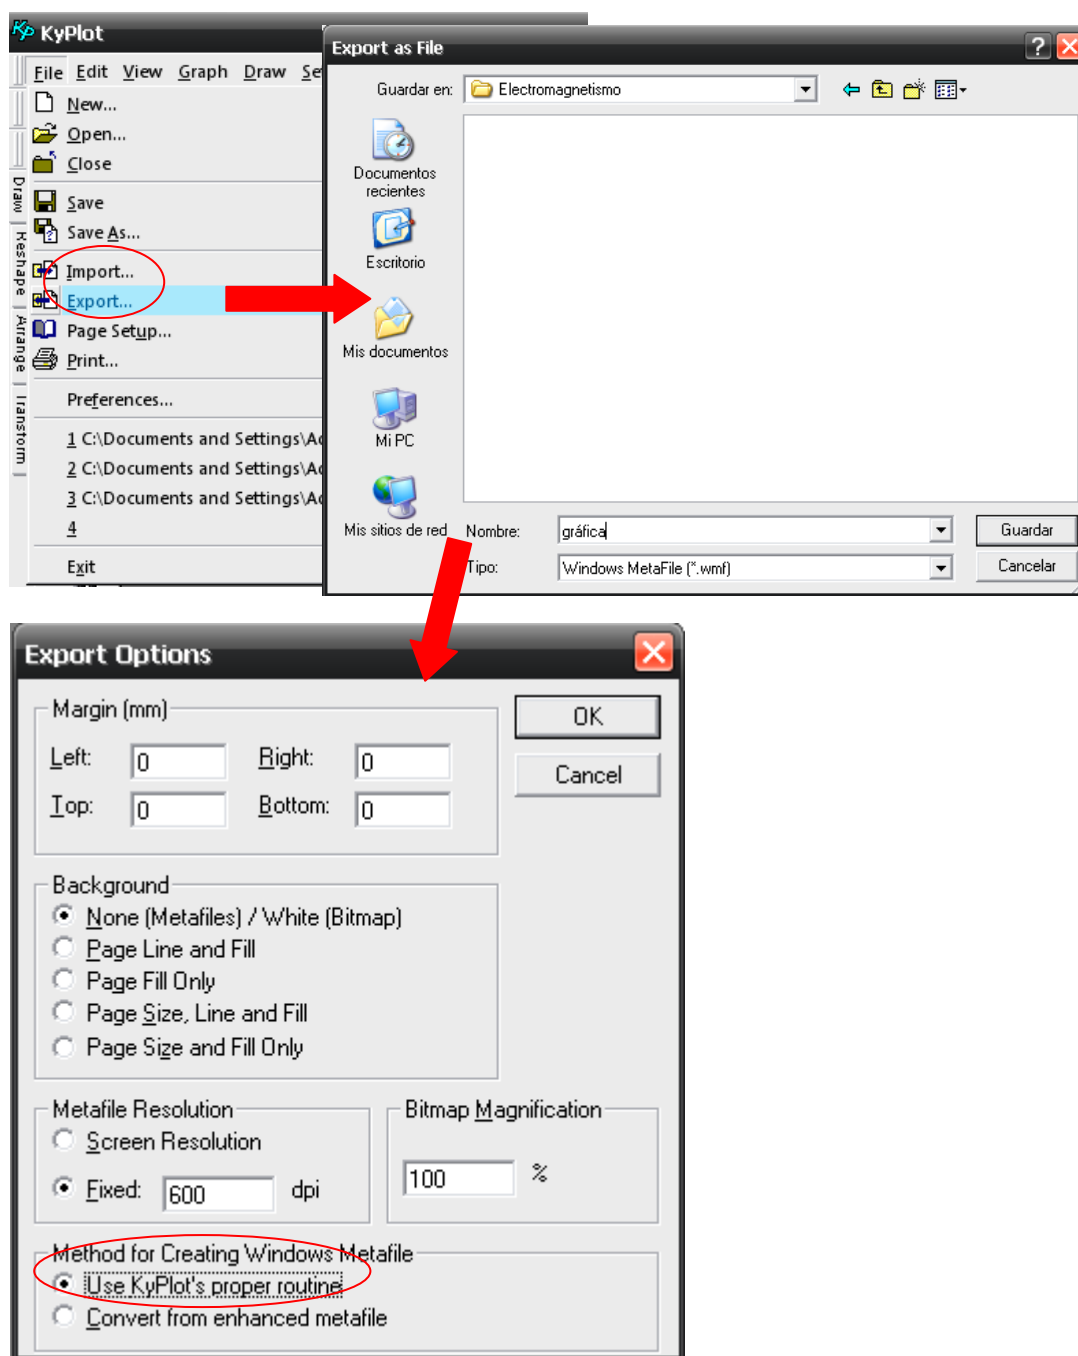 KyPlot
File Edit View Graph Draw Se
New...
Open...
Close
Save
Save As...
Import...
Export...
Page Setup...
Print...
Preferences...
1 C:\Documents and Settings\Ad
2 C:\Documents and Settings\Ad
3 C:\Documents and Settings\Ad
4
Exit
Draw
Reshape
Arrange
Transform
Export as File
Guardar en: Electromagnetismo
Documentos
recientes
Escritorio
Mis documentos
Mi PC
Mis sitios de red
Nombre: gráfica Guardar
Tipo: Windows MetaFile (*.wmf) Cancelar
Export Options
Margin (mm)
OK
Left: 0 Right: 0
Cancel
Top: 0 Bottom: 0
Background
None (Metafiles) / White (Bitmap)
Page Line and Fill
Page Fill Only
Page Size, Line and Fill
Page Size and Fill Only
Metafile Resolution
Screen Resolution
Fixed: 600 dpi
Bitmap Magnification
100 %
Method for Creating Windows Metafile
Use KyPlot's proper routine
Convert from enhanced metafile